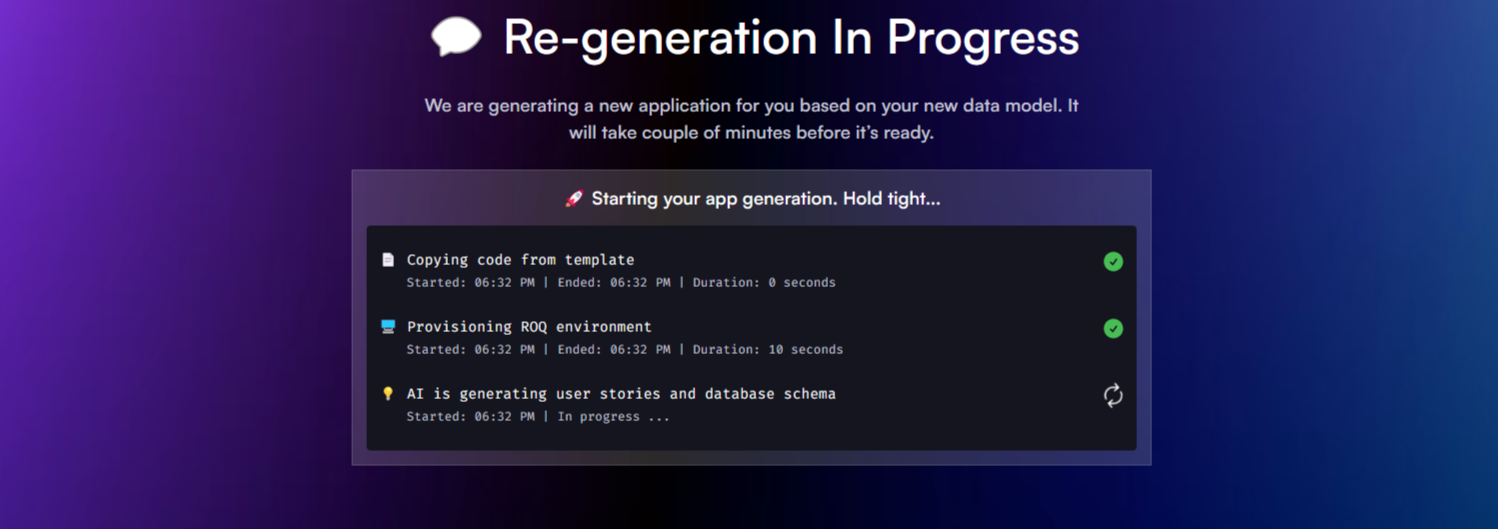 Re-generation In Progress
We are generating a new application for you based on your new data model. It
will take couple of minutes before it’s ready.
🚀 Starting your app generation. Hold tight...
Copying code from template
Started: 06:32 PM | Ended: 06:32 PM | Duration: 0 seconds
Provisioning ROQ environment
Started: 06:32 PM | Ended: 06:32 PM | Duration: 10 seconds
AI is generating user stories and database schema
Started: 06:32 PM | In progress ...